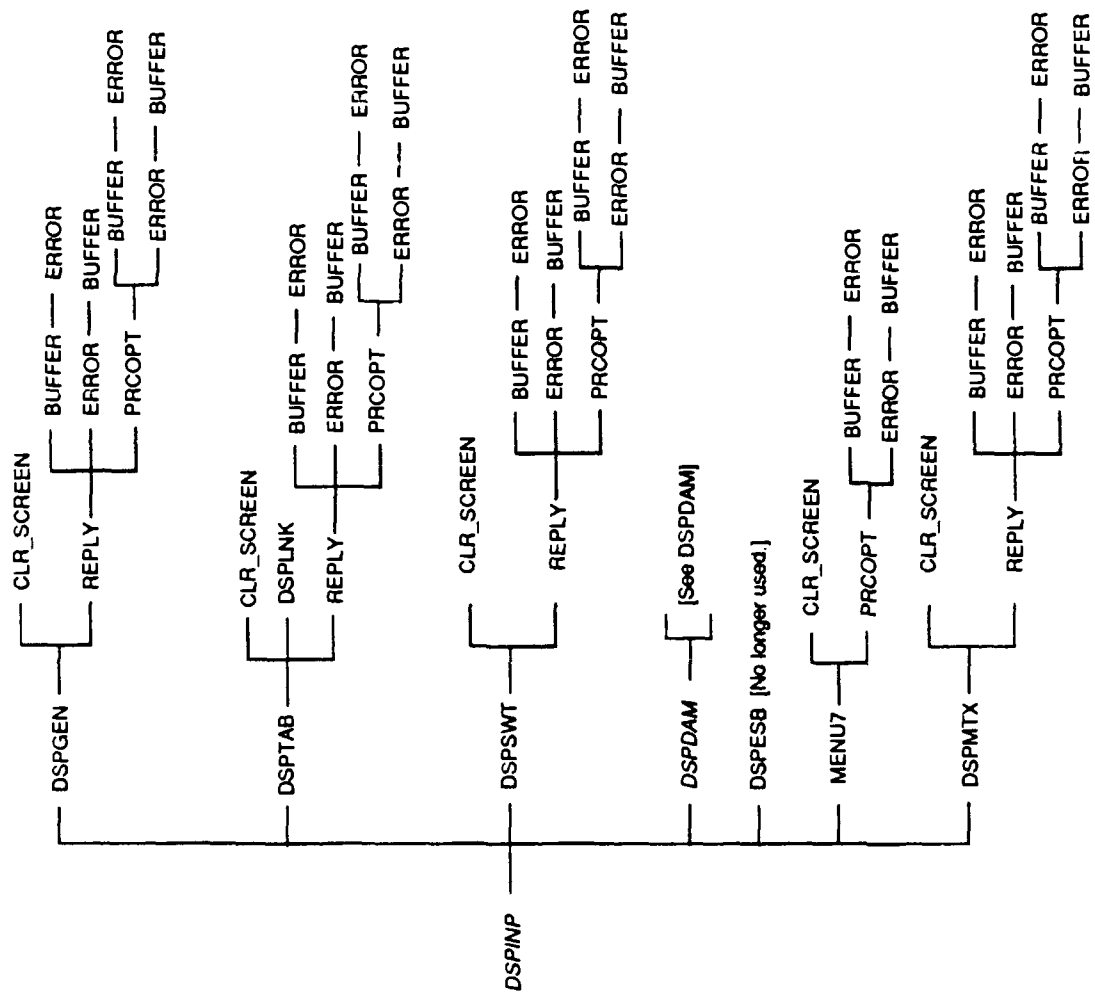 CLR_SCREEN
BUFFER — ERROR
DSPGEN
REPLY ERROR — BUFFER
BUFFER — ERROR
PRCOPT
ERROR — BUFFER
CLR_SCREEN
DSPTAB DSPLNK
BUFFER — ERROR
REPLY ERROR — BUFFER
BUFFER — ERROR
PRCOPT
ERROR — BUFFER
CLR_SCREEN
DSPINP DSPSWT
BUFFER — ERROR
REPLY ERROR — BUFFER
BUFFER — ERROR
PRCOPT
ERROR — BUFFER
DSPDAM [See DSPDAM]
DSPESB [No longer used.]
CLR_SCREEN
MENU7
BUFFER — ERROR
PRCOPT
ERROR — BUFFER
CLR_SCREEN
DSPMTX
BUFFER — ERROR
REPLY ERROR — BUFFER
BUFFER — ERROR
PRCOPT
ERROR — BUFFER